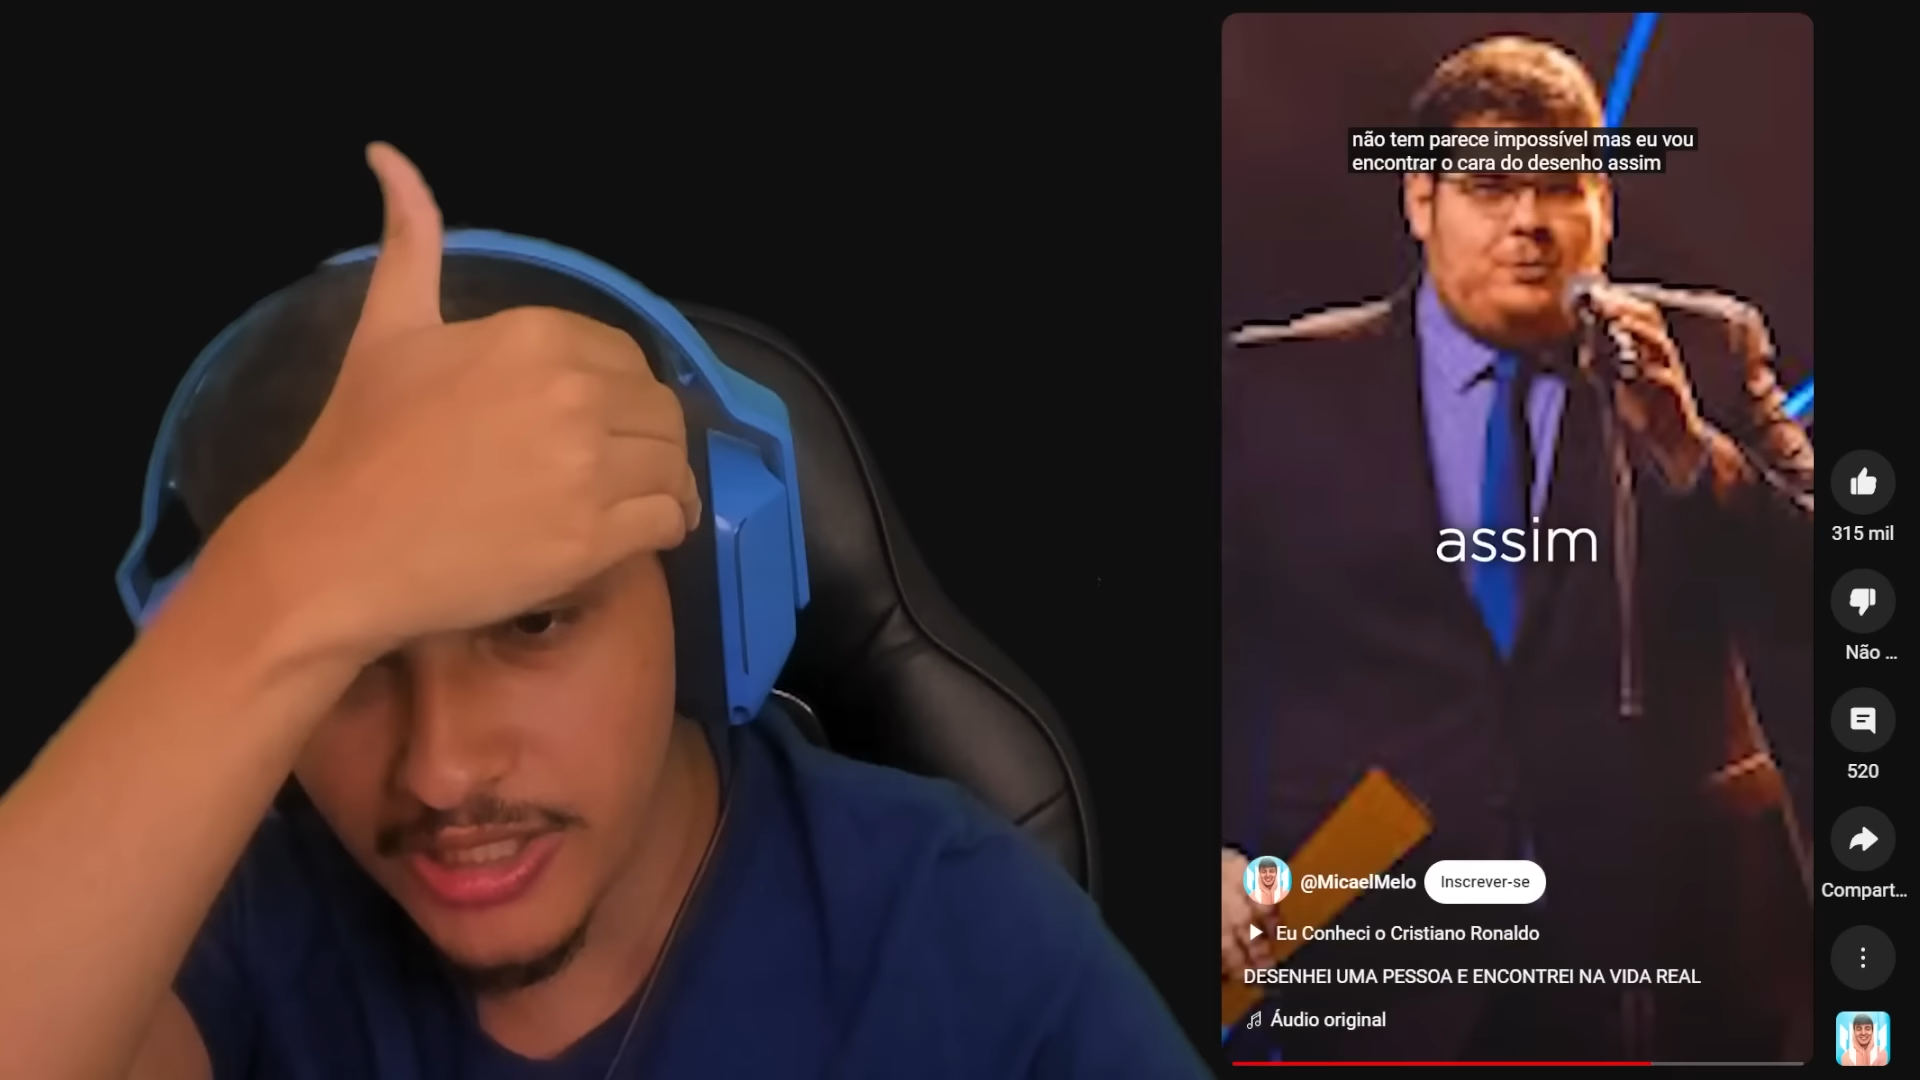 não tem parece impossível mas eu vou
encontrar o cara do desenho assim
assim
@MicaelMelo
Inscrever-se
Eu Conheci o Cristiano Ronaldo
DESENHEI UMA PESSOA E ENCONTREI NA VIDA REAL
Áudio original
315 mil
Não ...
520
Compart...